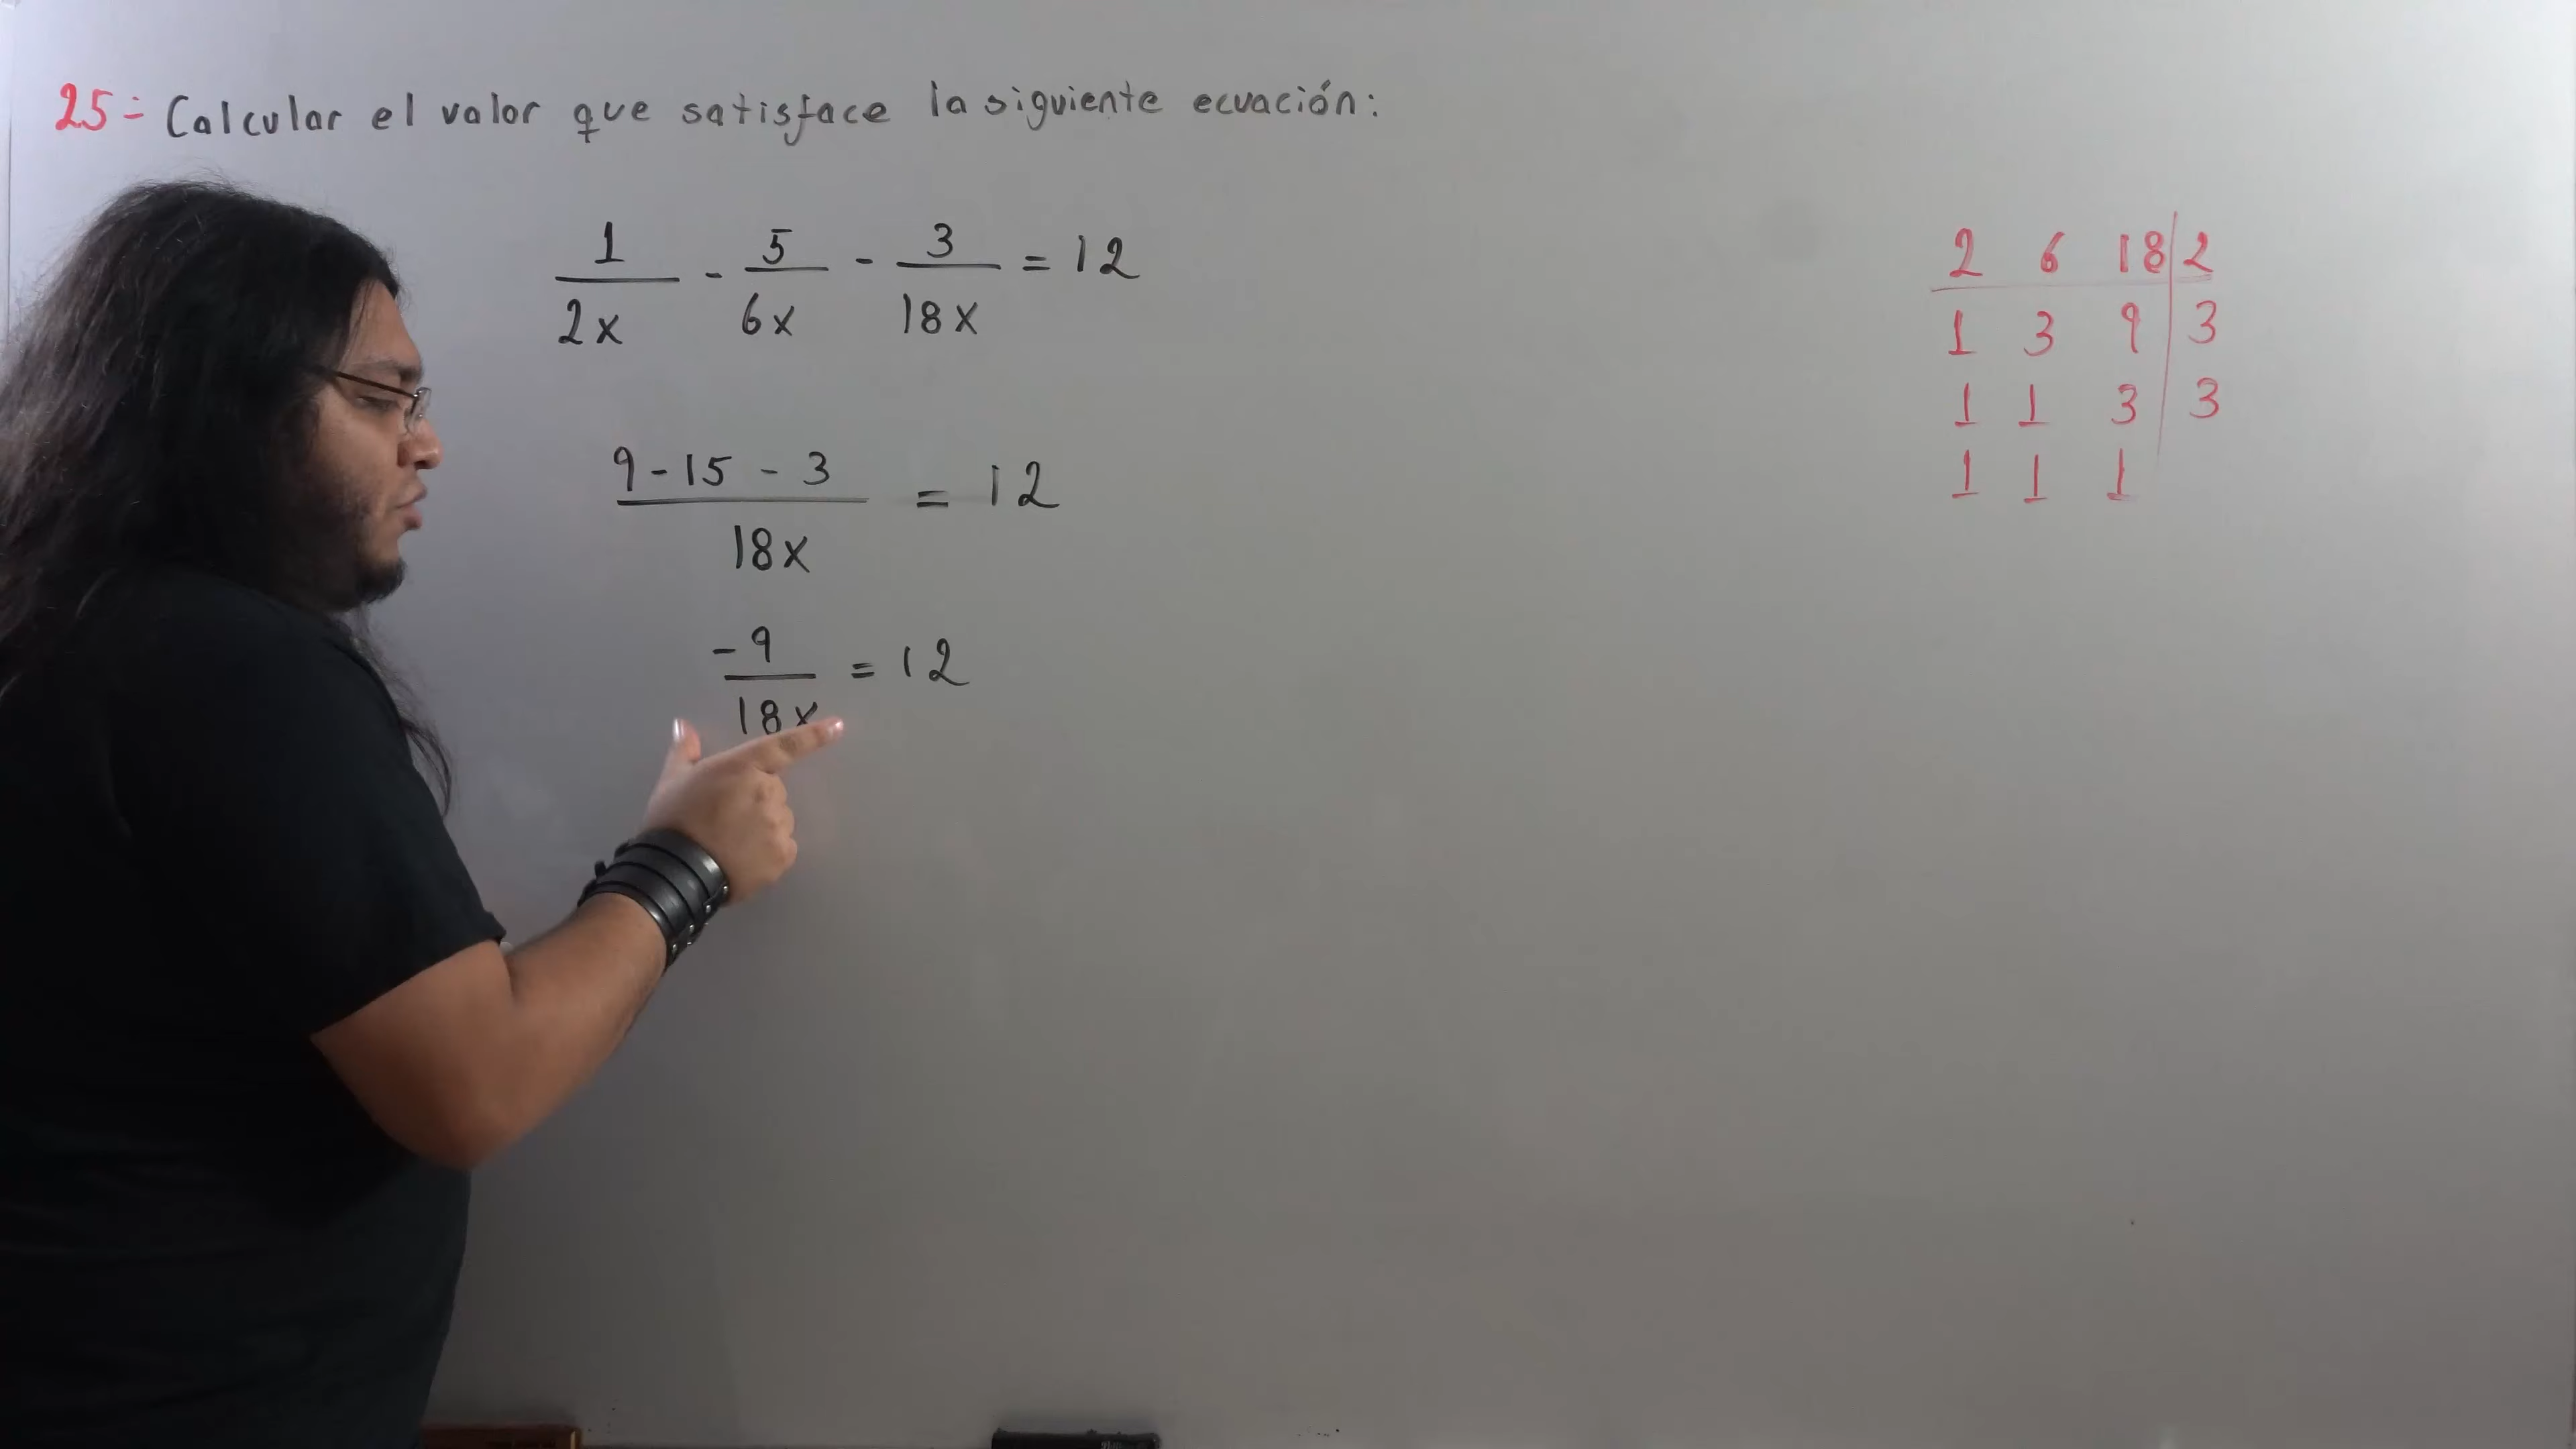 25= Calcular el valor que satisface la siguiente ecuación:
1/2x - 5/6x - 3/18x = 12
9 - 15 - 3 / 18x = 12
-9/18x = 12
2 6 18 | 2
1 3 9 | 3
1 1 3 | 3
1 1 1